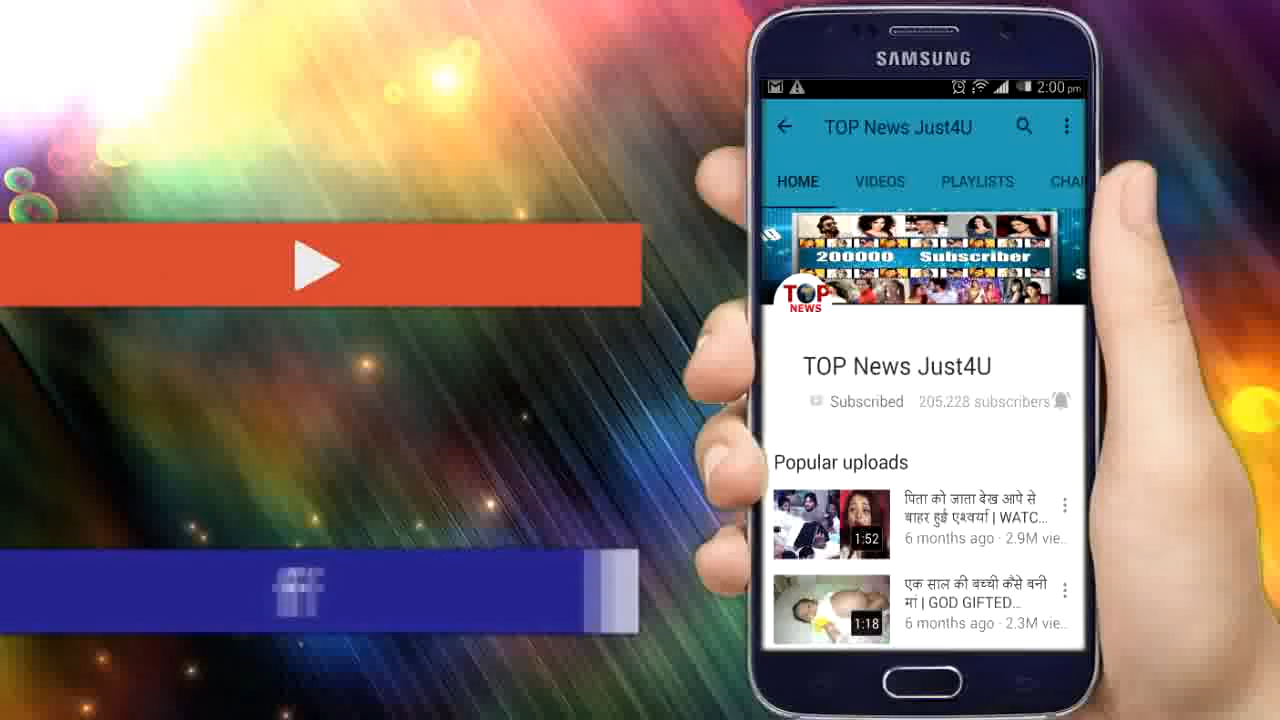 SAMSUNG
2:00 pm
TOP News Just4U
HOME VIDEOS PLAYLISTS CHA
200000 Subscriber
TOP
NEWS
TOP News Just4U
Subscribed 205,228 subscribers
Popular uploads
पिता को जाता देख आपे से
बाहर हुई एश्वर्या | WATC...
6 months ago · 2.9M vie..
1:52
एक साल की बच्ची कैसे बनी
मां | GOD GIFTED...
6 months ago · 2.3M vie..
1:18